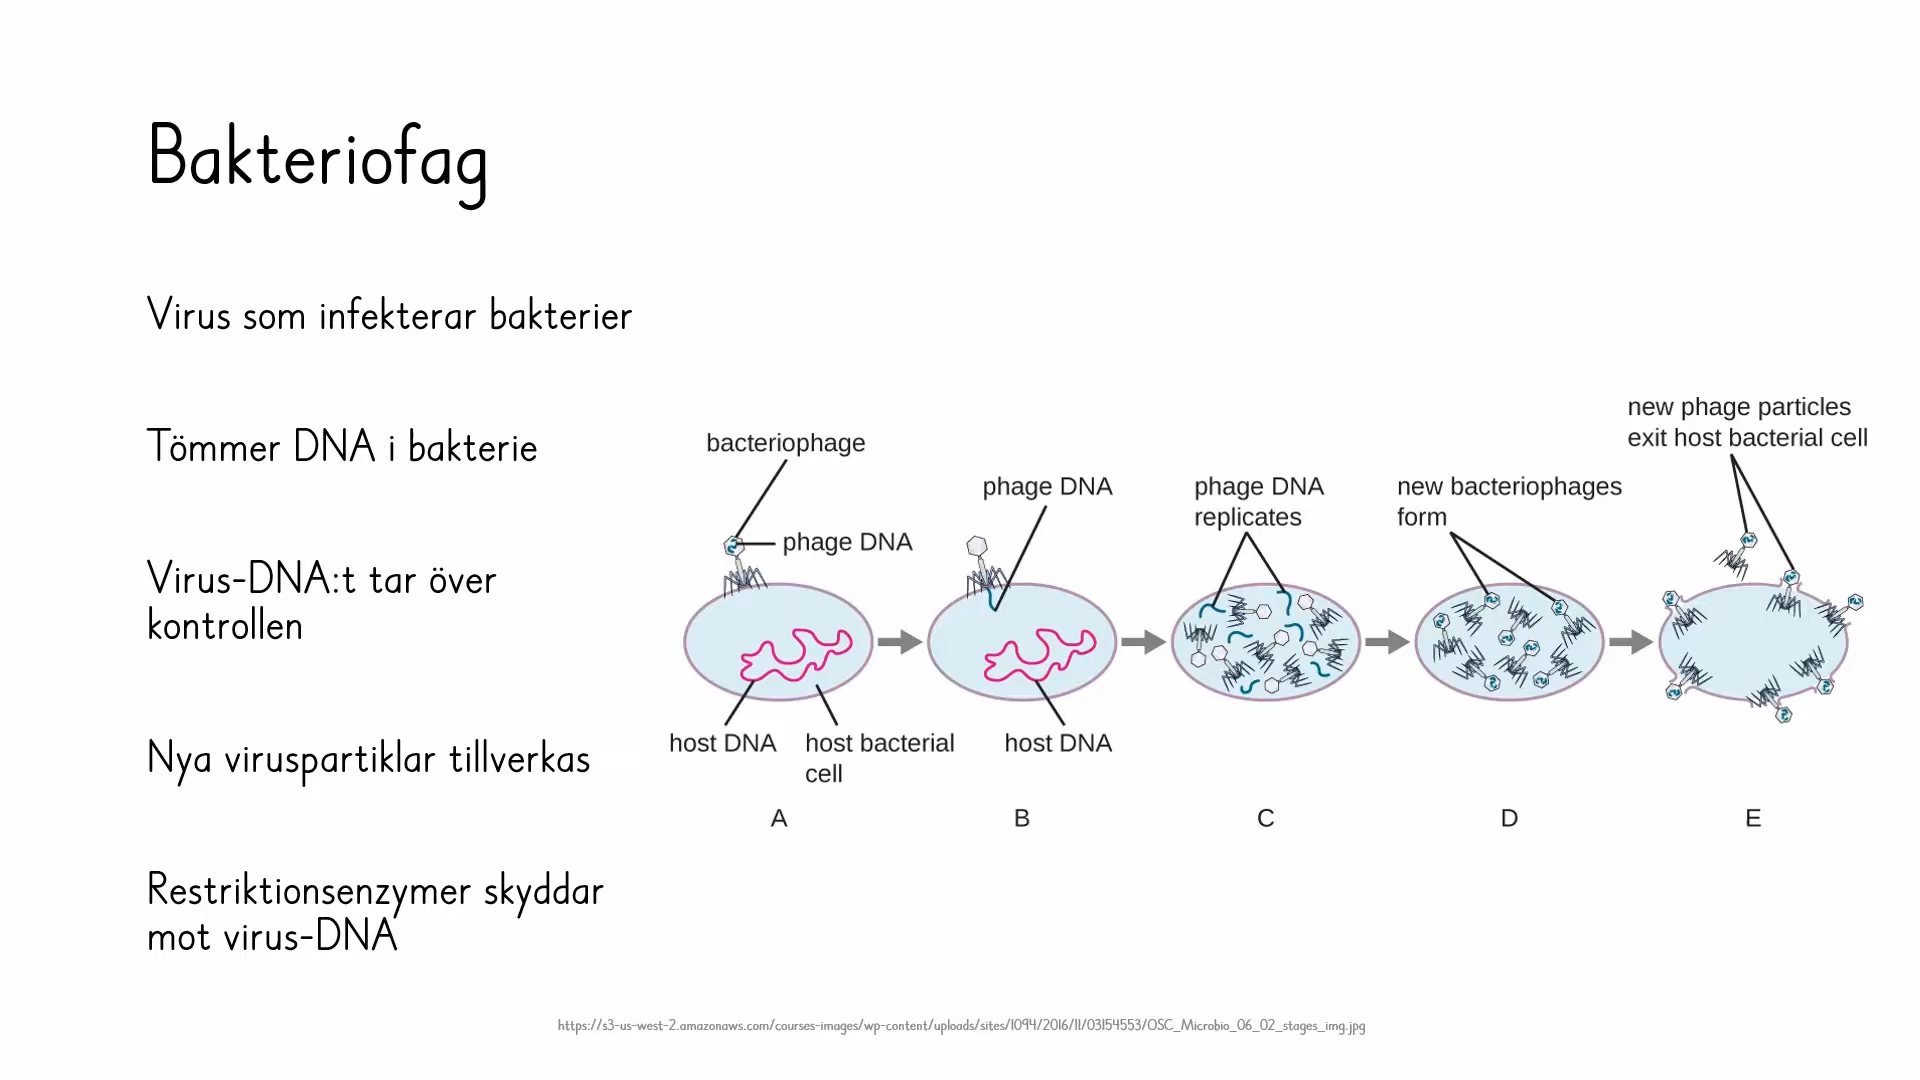 Bakteriofag
Virus som infekterar bakterier
Tömmer DNA i bakterie
Virus-DNA:t tar över
kontrollen
Nya viruspartiklar tillverkas
Restriktionsenzymer skyddar
mot virus-DNA
bacteriophage
phage DNA
host DNA
host bacterial
cell
A
phage DNA
host DNA
B
phage DNA
replicates
C
new bacteriophages
form
D
new phage particles
exit host bacterial cell
E
https://s3-us-west-2.amazonaws.com/courses-images/wp-content/uploads/sites/1094/2016/11/03154553/OSC_Microbio_06_02_stages_img.jpg